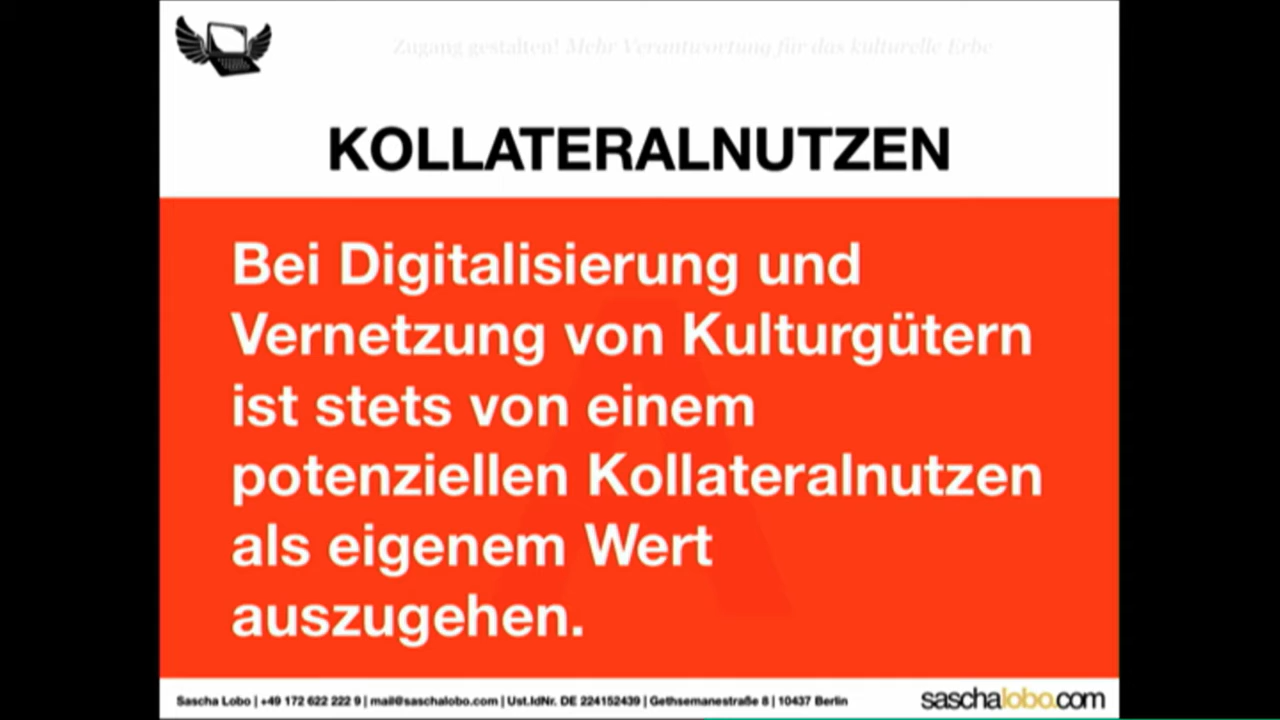 Zugang gestalten! Mehr Verantwortung für das kulturelle Erbe
KOLLATERALNUTZEN
Bei Digitalisierung und
Vernetzung von Kulturgütern
ist stets von einem
potenziellen Kollateralnutzen
als eigenem Wert
auszugehen.
Sascha Lobo | +49 172 622 222 9 | mail@saschalobo.com | Ust.IdNr. DE 224152439 | Gethsemanestraße 8 | 10437 Berlin
saschalobo.com